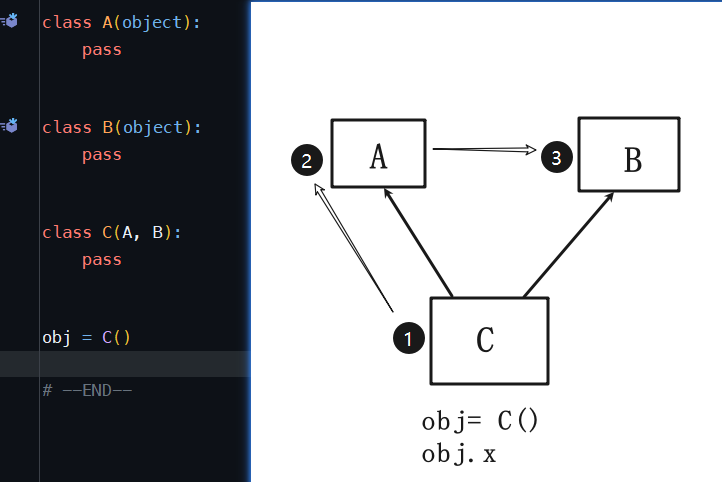 class A(object):
    pass
class B(object):
    pass
class C(A, B):
    pass
obj = C()
# --END--
2
A
3
B
1
C
obj= C()
obj.x